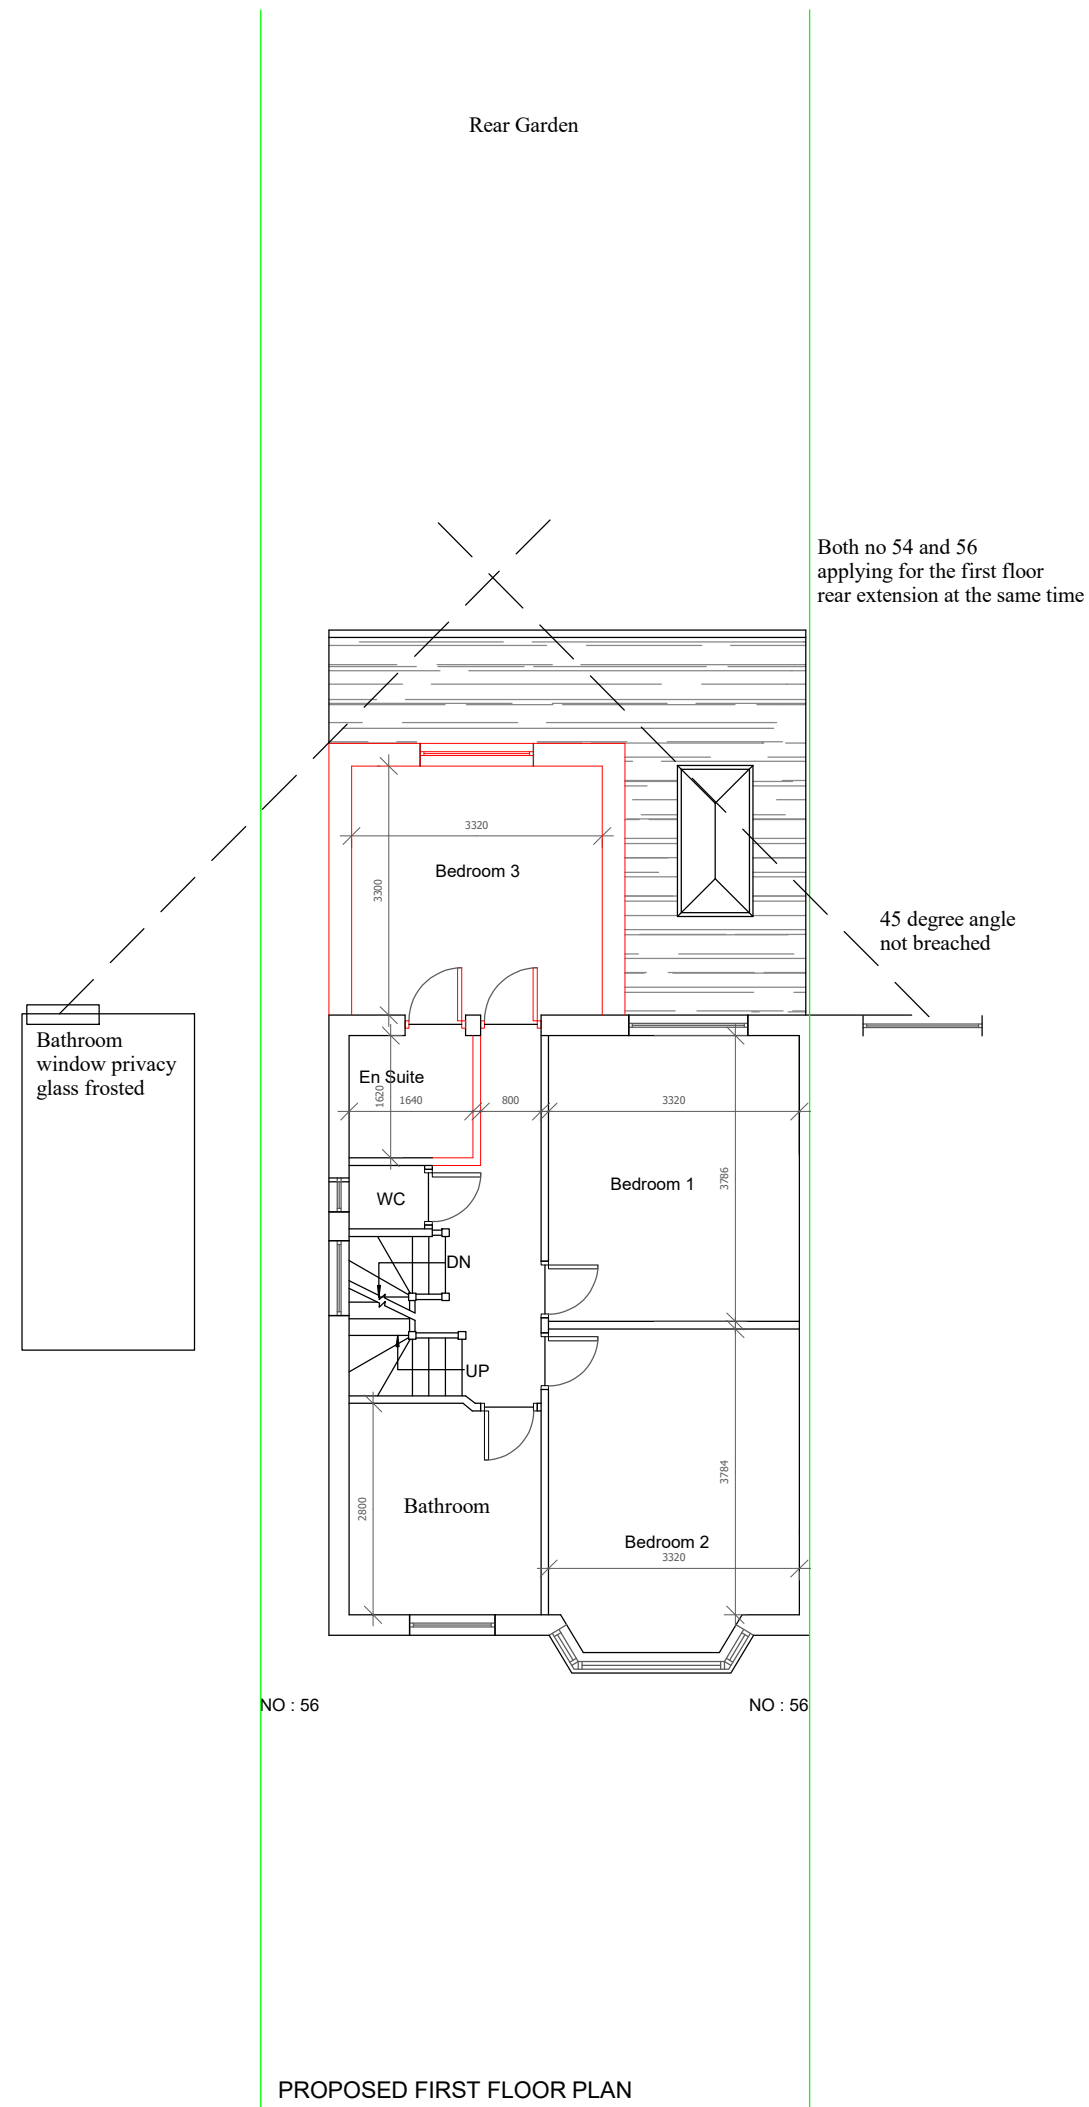 Rear Garden
Both no 54 and 56
applying for the first floor
rear extension at the same time
3320
Bedroom 3
3300
45 degree angle
not breached
Bathroom
window privacy
glass frosted
En Suite
1620
1640
800
3320
Bedroom 1
3786
WC
DN
UP
3784
2800
Bathroom
Bedroom 2
3320
NO : 56
NO : 56
PROPOSED FIRST FLOOR PLAN